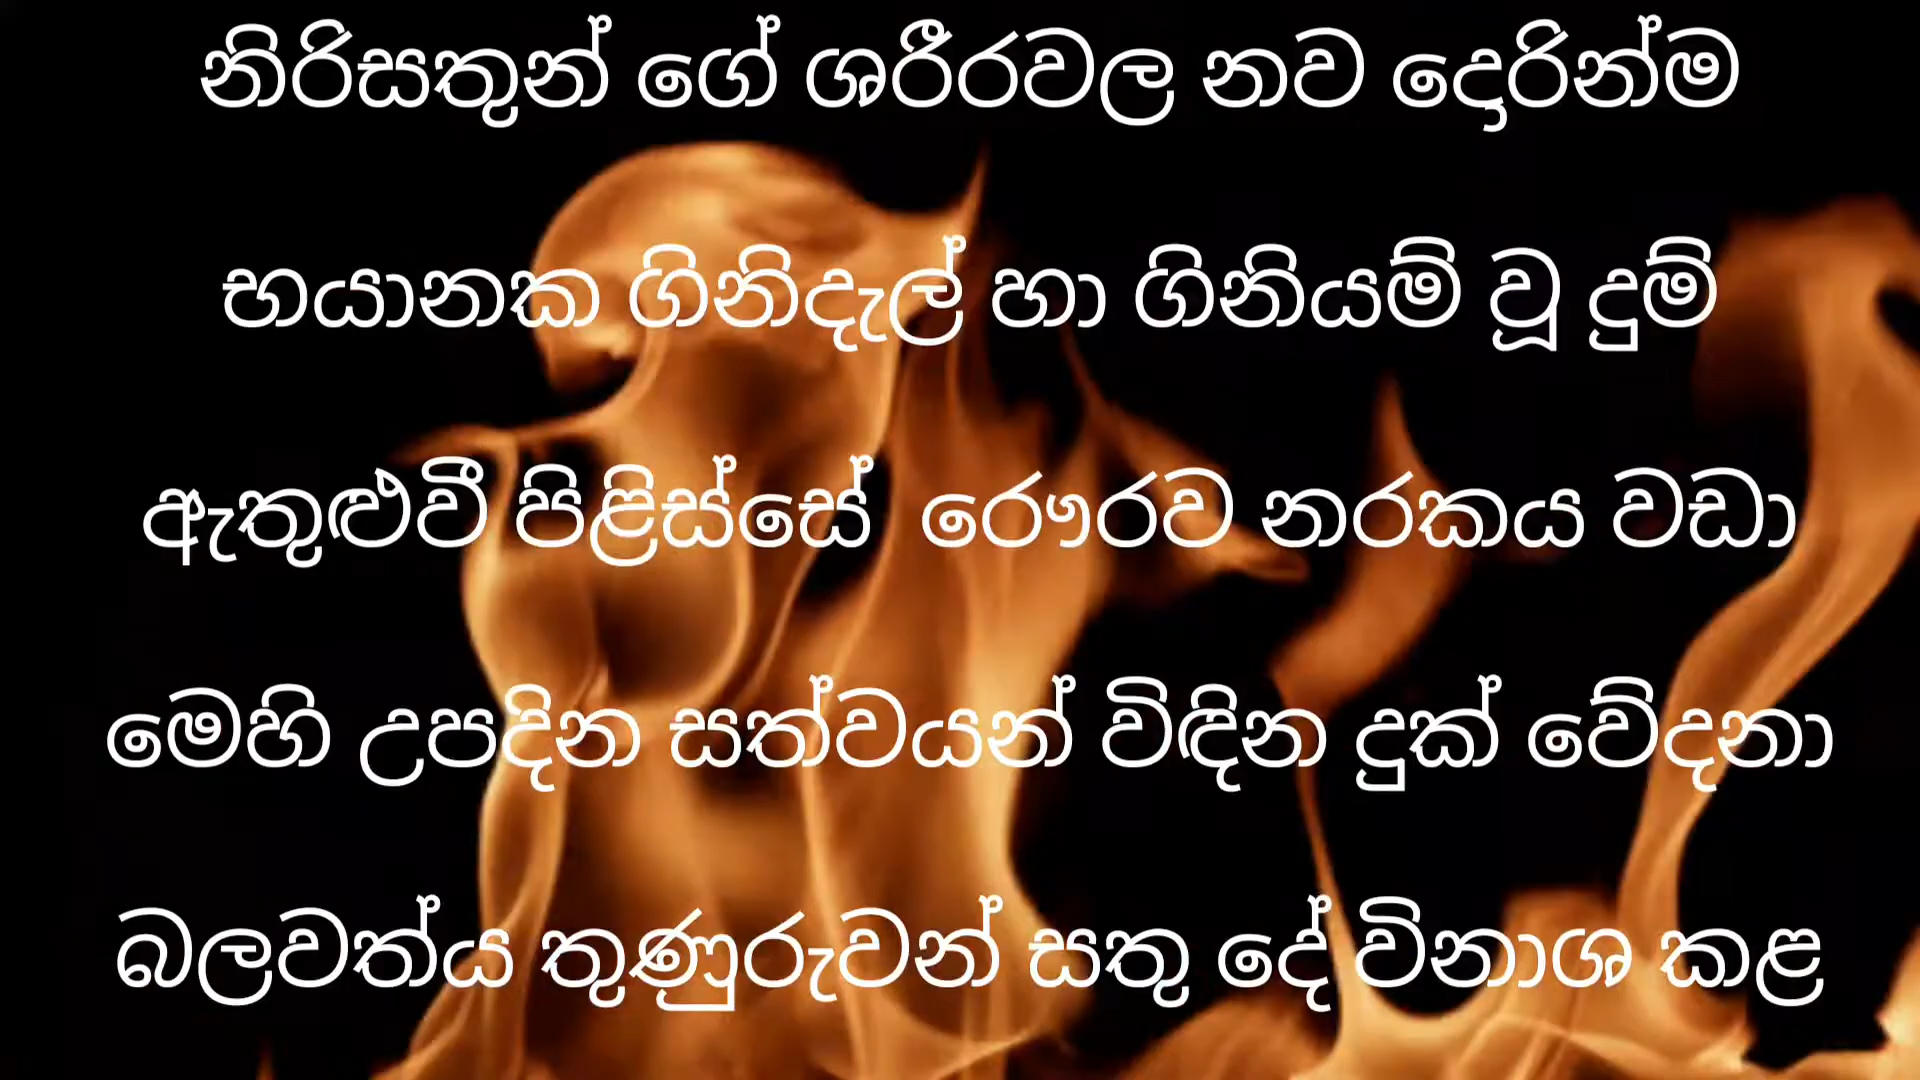 නිරිසතුන් ගේ ශරීරවල නව දොරින්ම
භයානක ගිනිදැල් හා ගිනියම් වූ දුම්
ඇතුළුවී පිළිස්සේ රෞරව නරකය වඩා
මෙහි උපදින සත්වයන් විඳින දුක් වේදනා
බලවත්ය තුණුරුවන් සතු දේ විනාශ කළ